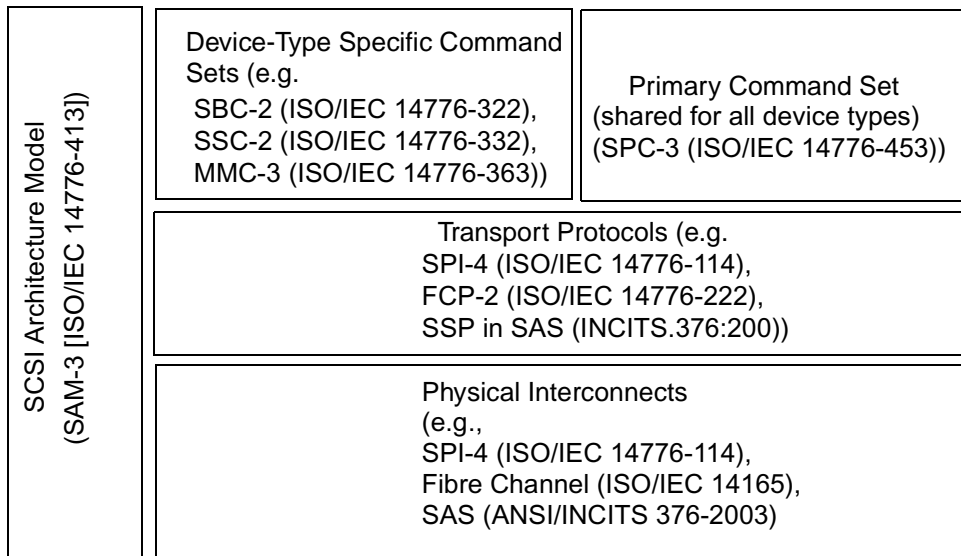 SCSI Architecture Model
(SAM-3 [ISO/IEC 14776-413])
Device-Type Specific Command
Sets (e.g.
SBC-2 (ISO/IEC 14776-322),
SSC-2 (ISO/IEC 14776-332),
MMC-3 (ISO/IEC 14776-363))
Primary Command Set
(shared for all device types)
(SPC-3 (ISO/IEC 14776-453))
Transport Protocols (e.g.
SPI-4 (ISO/IEC 14776-114),
FCP-2 (ISO/IEC 14776-222),
SSP in SAS (INCITS.376:200))
Physical Interconnects
(e.g.,
SPI-4 (ISO/IEC 14776-114),
Fibre Channel (ISO/IEC 14165),
SAS (ANSI/INCITS 376-2003)